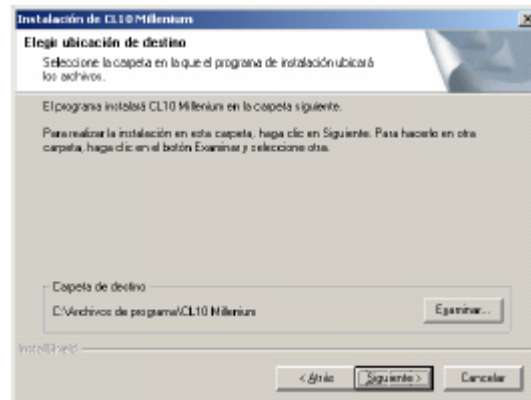 Instalación de CL10 Millenium
Elegir ubicación de destino
Seleccione la carpeta en la que el programa de instalación ubicará
los archivos.
El programa instalará CL10 Millenium en la carpeta siguiente.
Para realizar la instalación en esta carpeta, haga clic en Siguiente. Para hacerlo en otra
carpeta, haga clic en el botón Examinar y seleccione otra.
Carpeta de destino
C:\Archivos de programa\CL10 Millenium
Examinar...
InstallShield
< Atrás
Siguiente >
Cancelar